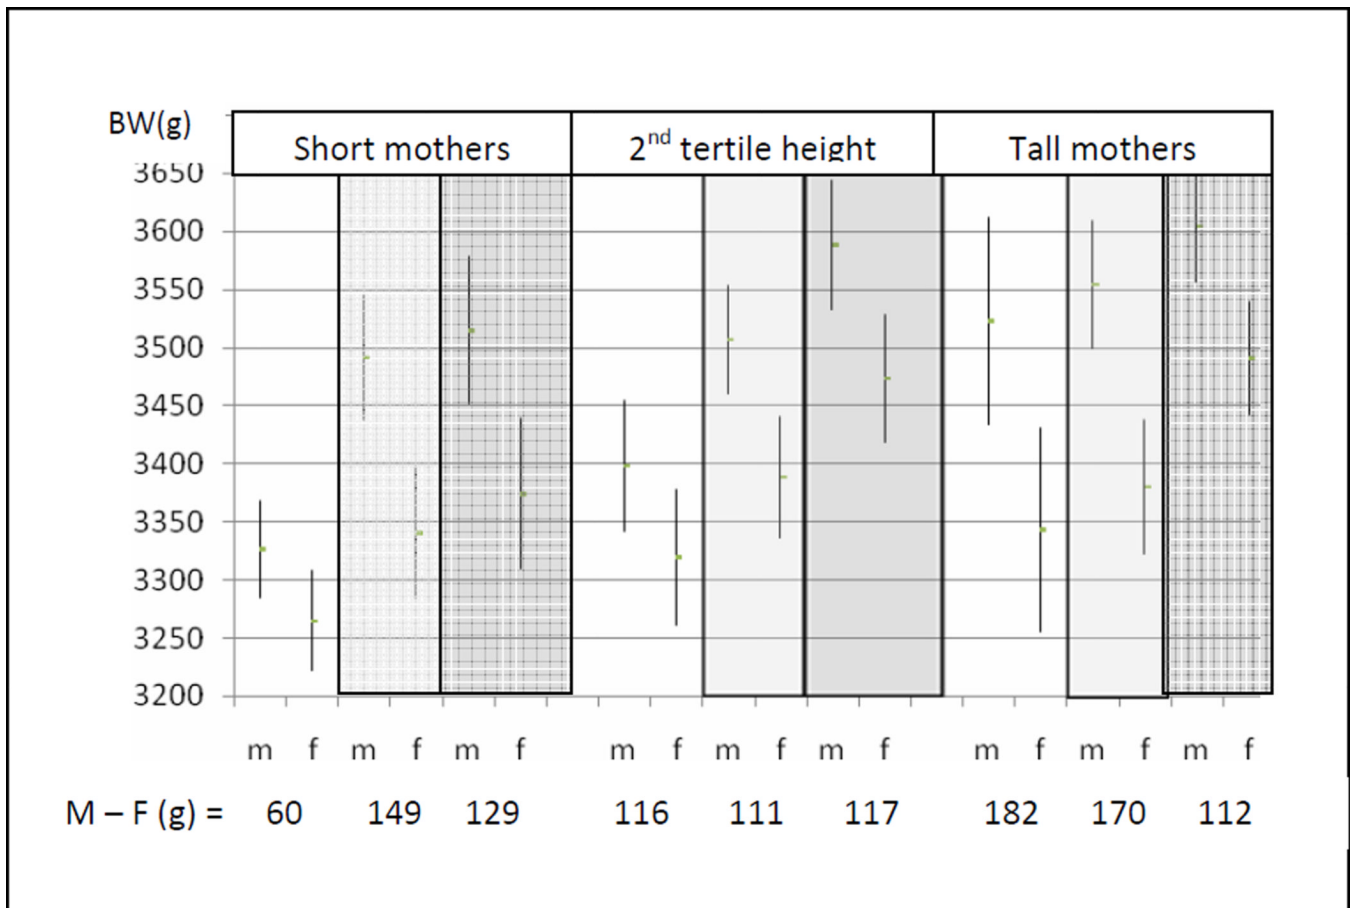 BW(g)
Short mothers 2nd tertile height Tall mothers
3650
3600
3550
3500
3450
3400
3350
3300
3250
3200
m f m f m f m f m f m f m f m f m f
M – F (g) = 60 149 129 116 111 117 182 170 112